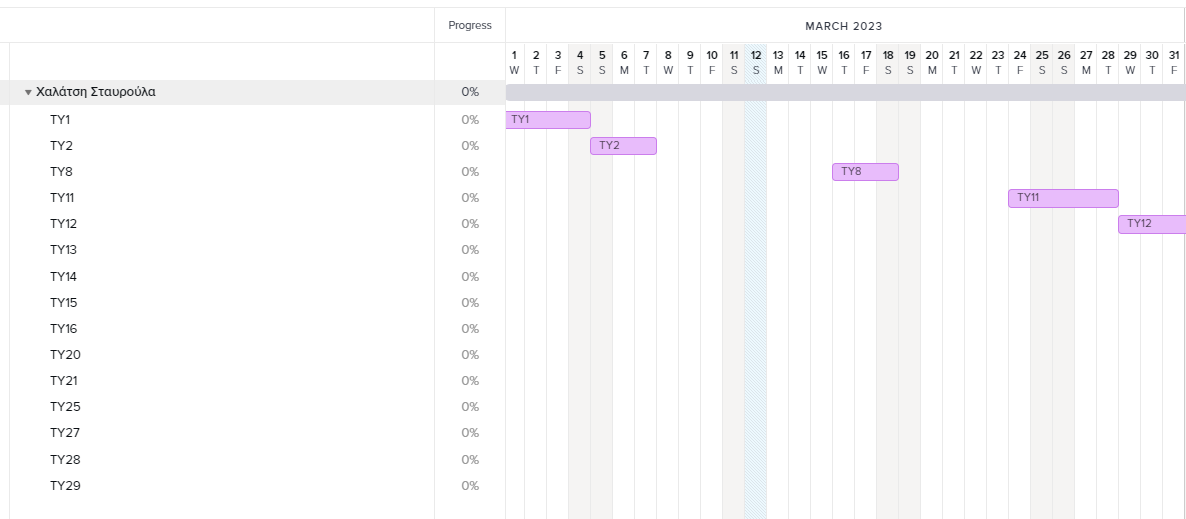 Progress
MARCH 2023
1 2 3 4 5 6 7 8 9 10 11 12 13 14 15 16 17 18 19 20 21 22 23 24 25 26 27 28 29 30 31
W T F S S M T W T F S S M T W T F S S M T W T F S S M T W T F
Χαλάτση Σταυρούλα 0%
TY1 0% TY1
TY2 0% TY2
TY8 0% TY8
TY11 0% TY11
TY12 0% TY12
TY13 0%
TY14 0%
TY15 0%
TY16 0%
TY20 0%
TY21 0%
TY25 0%
TY27 0%
TY28 0%
TY29 0%